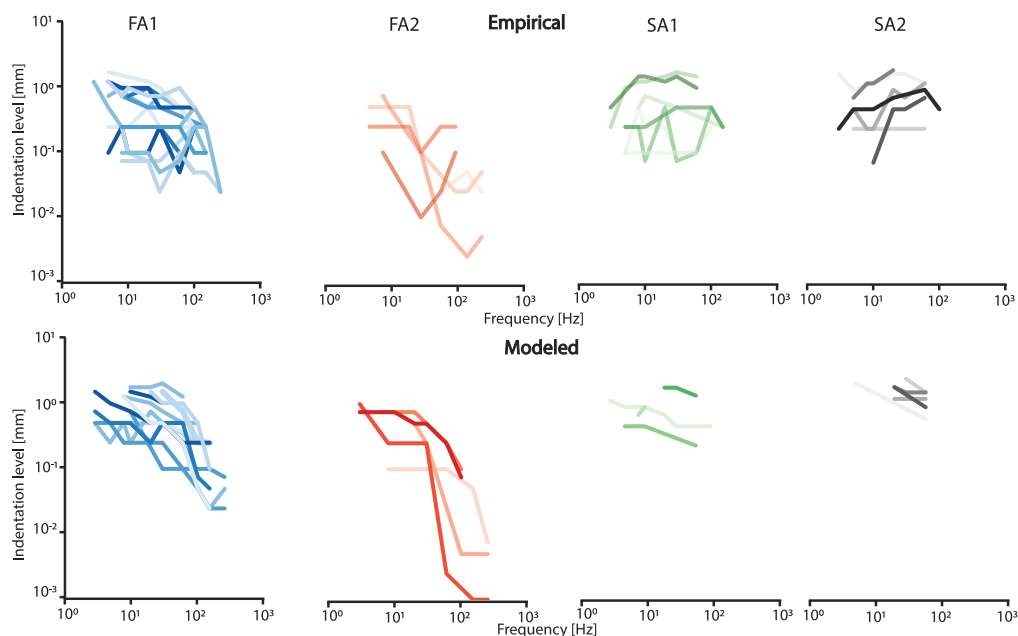 FA1 FA2 Empirical SA1 SA2
Indentation level [mm]
10¹
10⁰
10⁻¹
10⁻²
10⁻³
10⁰ 10¹ 10² 10³ 10⁰ 10¹ 10² 10³ 10⁰ 10¹ 10² 10³ 10⁰ 10¹ 10² 10³
Frequency [Hz]
Modeled
Indentation level [mm]
10¹
10⁰
10⁻¹
10⁻²
10⁻³
10⁰ 10¹ 10² 10³ 10⁰ 10¹ 10² 10³ 10⁰ 10¹ 10² 10³ 10⁰ 10¹ 10² 10³
Frequency [Hz]